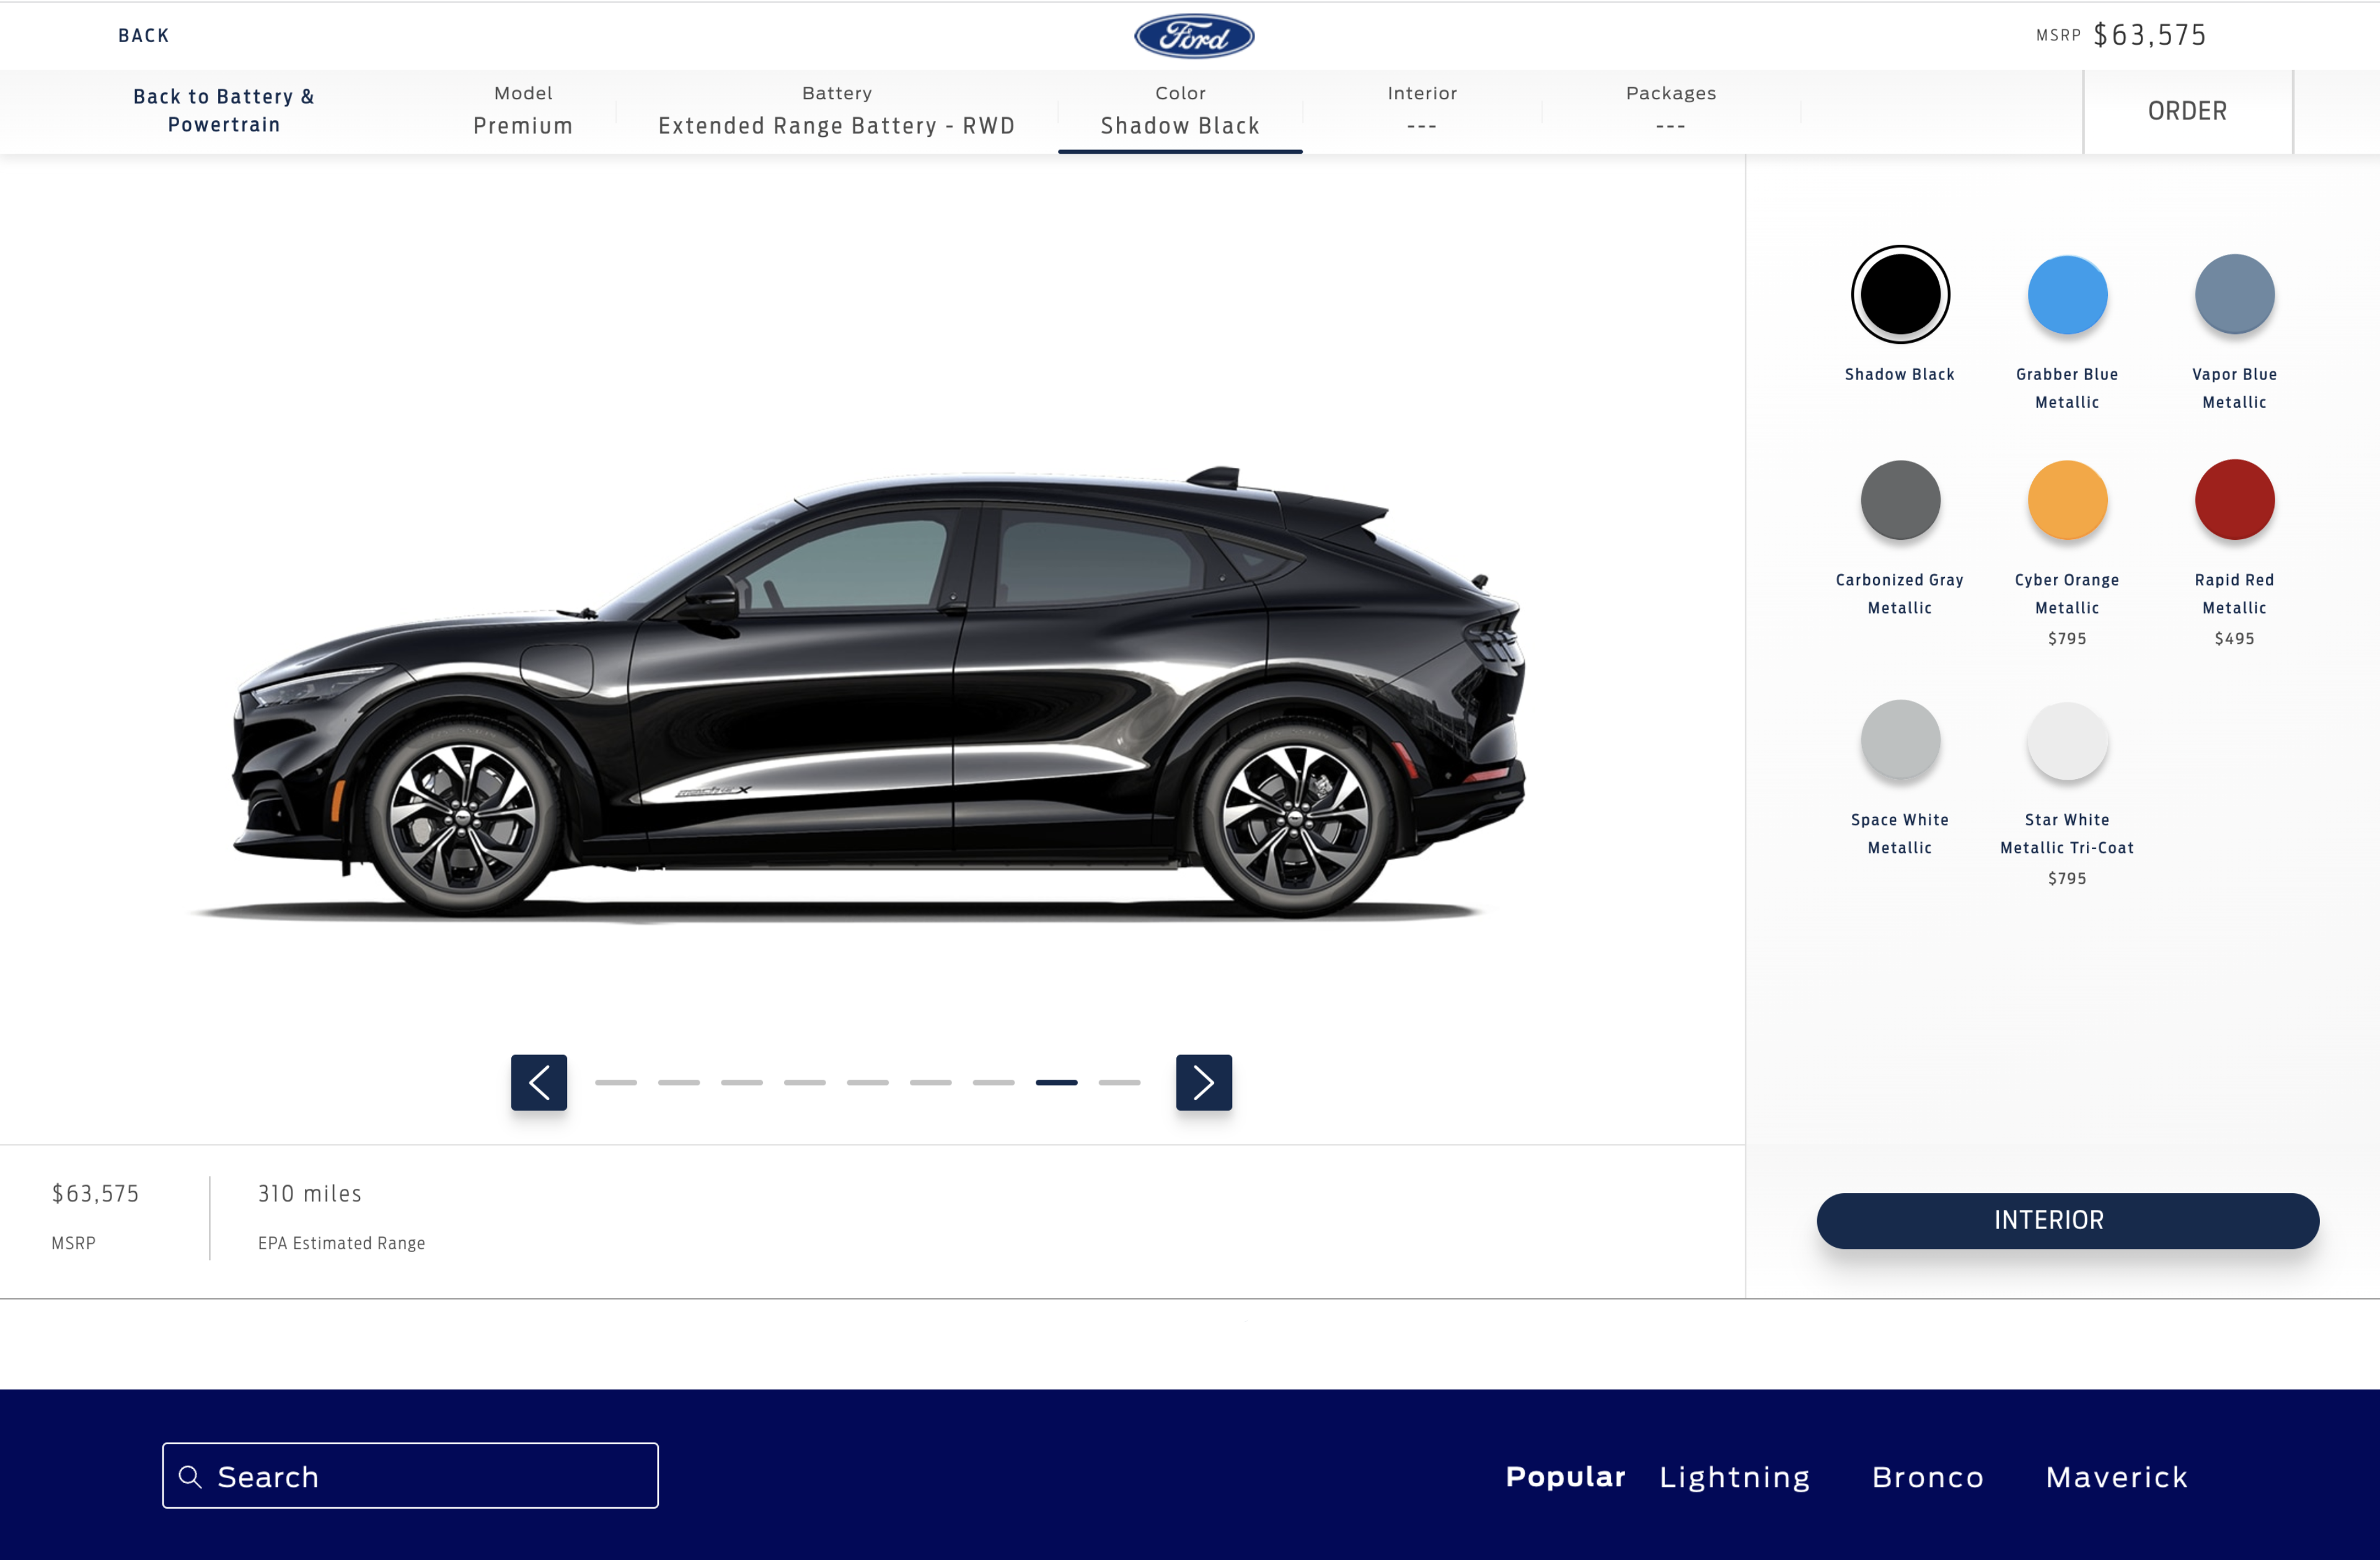 BACK
Ford
MSRP $63,575
Back to Battery &
Powertrain
Model
Premium
Battery
Extended Range Battery - RWD
Color
Shadow Black
Interior
---
Packages
---
ORDER
Shadow Black
Grabber Blue
Metallic
Vapor Blue
Metallic
Carbonized Gray
Metallic
Cyber Orange
Metallic
$795
Rapid Red
Metallic
$495
Space White
Metallic
Star White
Metallic Tri-Coat
$795
$63,575
MSRP
310 miles
EPA Estimated Range
INTERIOR
Search
Popular Lightning Bronco Maverick